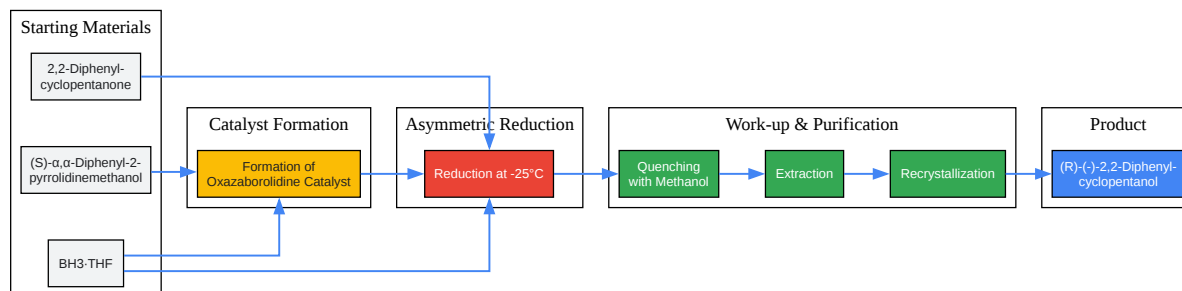 Starting Materials
2,2-Diphenyl-
cyclopentanone
(S)-α,α-Diphenyl-2-
pyrrolidinemethanol
BH3·THF
Catalyst Formation
Formation of
Oxazaborolidine Catalyst
Asymmetric Reduction
Reduction at -25°C
Work-up & Purification
Quenching
with Methanol
Extraction
Recrystallization
Product
(R)-(-)-2,2-Diphenyl-
cyclopentanol